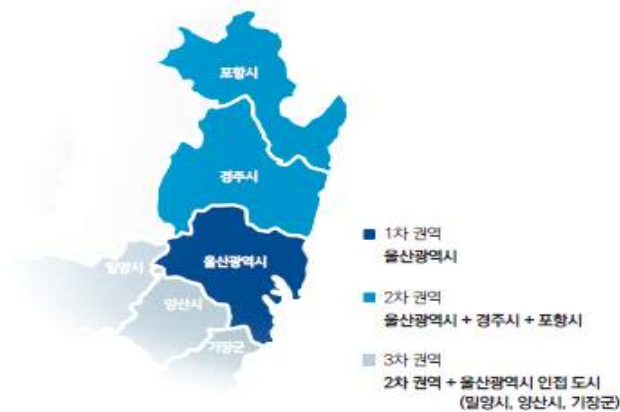 포항시
경주시
울산광역시
밀양시
양산시
기장군
1차 권역
울산광역시
2차 권역
울산광역시 + 경주시 + 포항시
3차 권역
2차 권역 + 울산광역시 인접 도시
(밀양시, 양산시, 기장군)